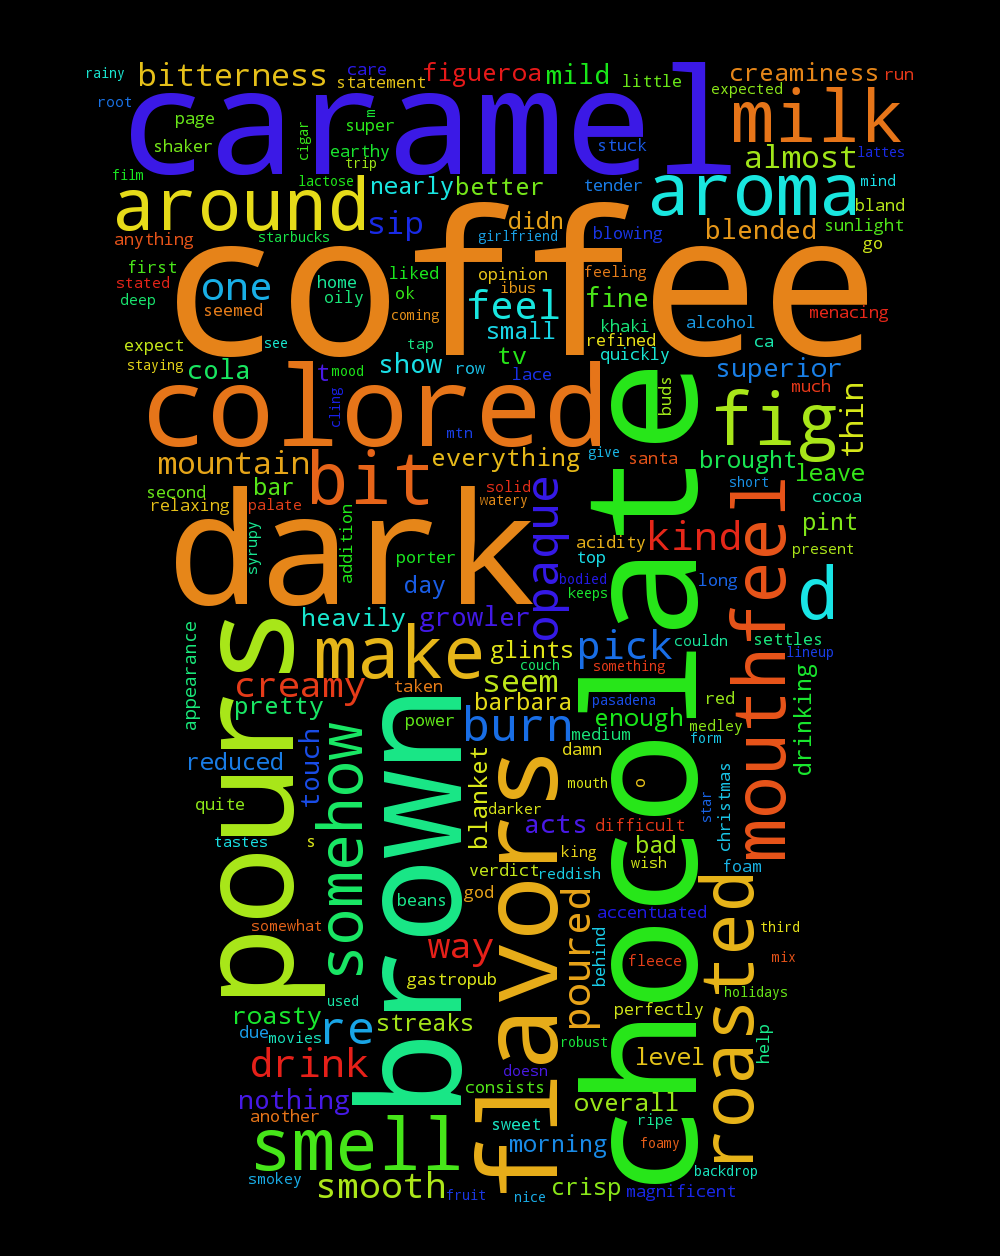 rainy
bitterness
care
statement
figueroa
mild
little
creaminess
run
expected
root
caramel
milk
page
cigar
m
super
shaker
earthy
trip
stuck
almost
lattes
film
lactose
around
nearly
better
tender
aroma
mind
sip
didn
bland
sunlight
anything
starbucks
girlfriend
blowing
blended
go
first
stated
deep
coffee
one
seemed
home
oily
liked
ok
coming
opinion
ibus
feel
feeling
fine
small
khaki
refined
alcohol
menacing
expect
see
tap
quickly
ca
staying
cola
t
mood
show
row
tv
lace
superior
much
colored
cling
buds
fig
thin
mtn
mountain
bit
everything
give
santa
brought
leave
second
bar
solid
short
cocoa
relaxing
palate
watery
opaque
pint
dark
syrupy
addition
porter
acidity
kind
present
top
day
bodied
keeps
long
d
heavily
growler
mouthfeel
appearance
pours
make
glints
pick
couldn
settles
couch
something
lineup
creamy
taken
seem
pretty
barbara
pasadena
red
power
burn
enough
medley
medium
form
drinking
reduced
touch
somehow
brown
blanket
damn
mouth
o
christmas
star
quite
darker
acts
difficult
tastes
s
king
bad
wish
foam
verdict
reddish
beans
god
flavors
chocolate
roasted
somewhat
way
poured
behind
accentuated
third
fleece
mix
gastropub
used
holidays
roasty
re
streaks
perfectly
due
movies
robust
level
help
drink
doesn
consists
nothing
overall
another
smell
sweet
morning
ripe
foamy
backdrop
smokey
smooth
fruit
nice
crisp
magnificent